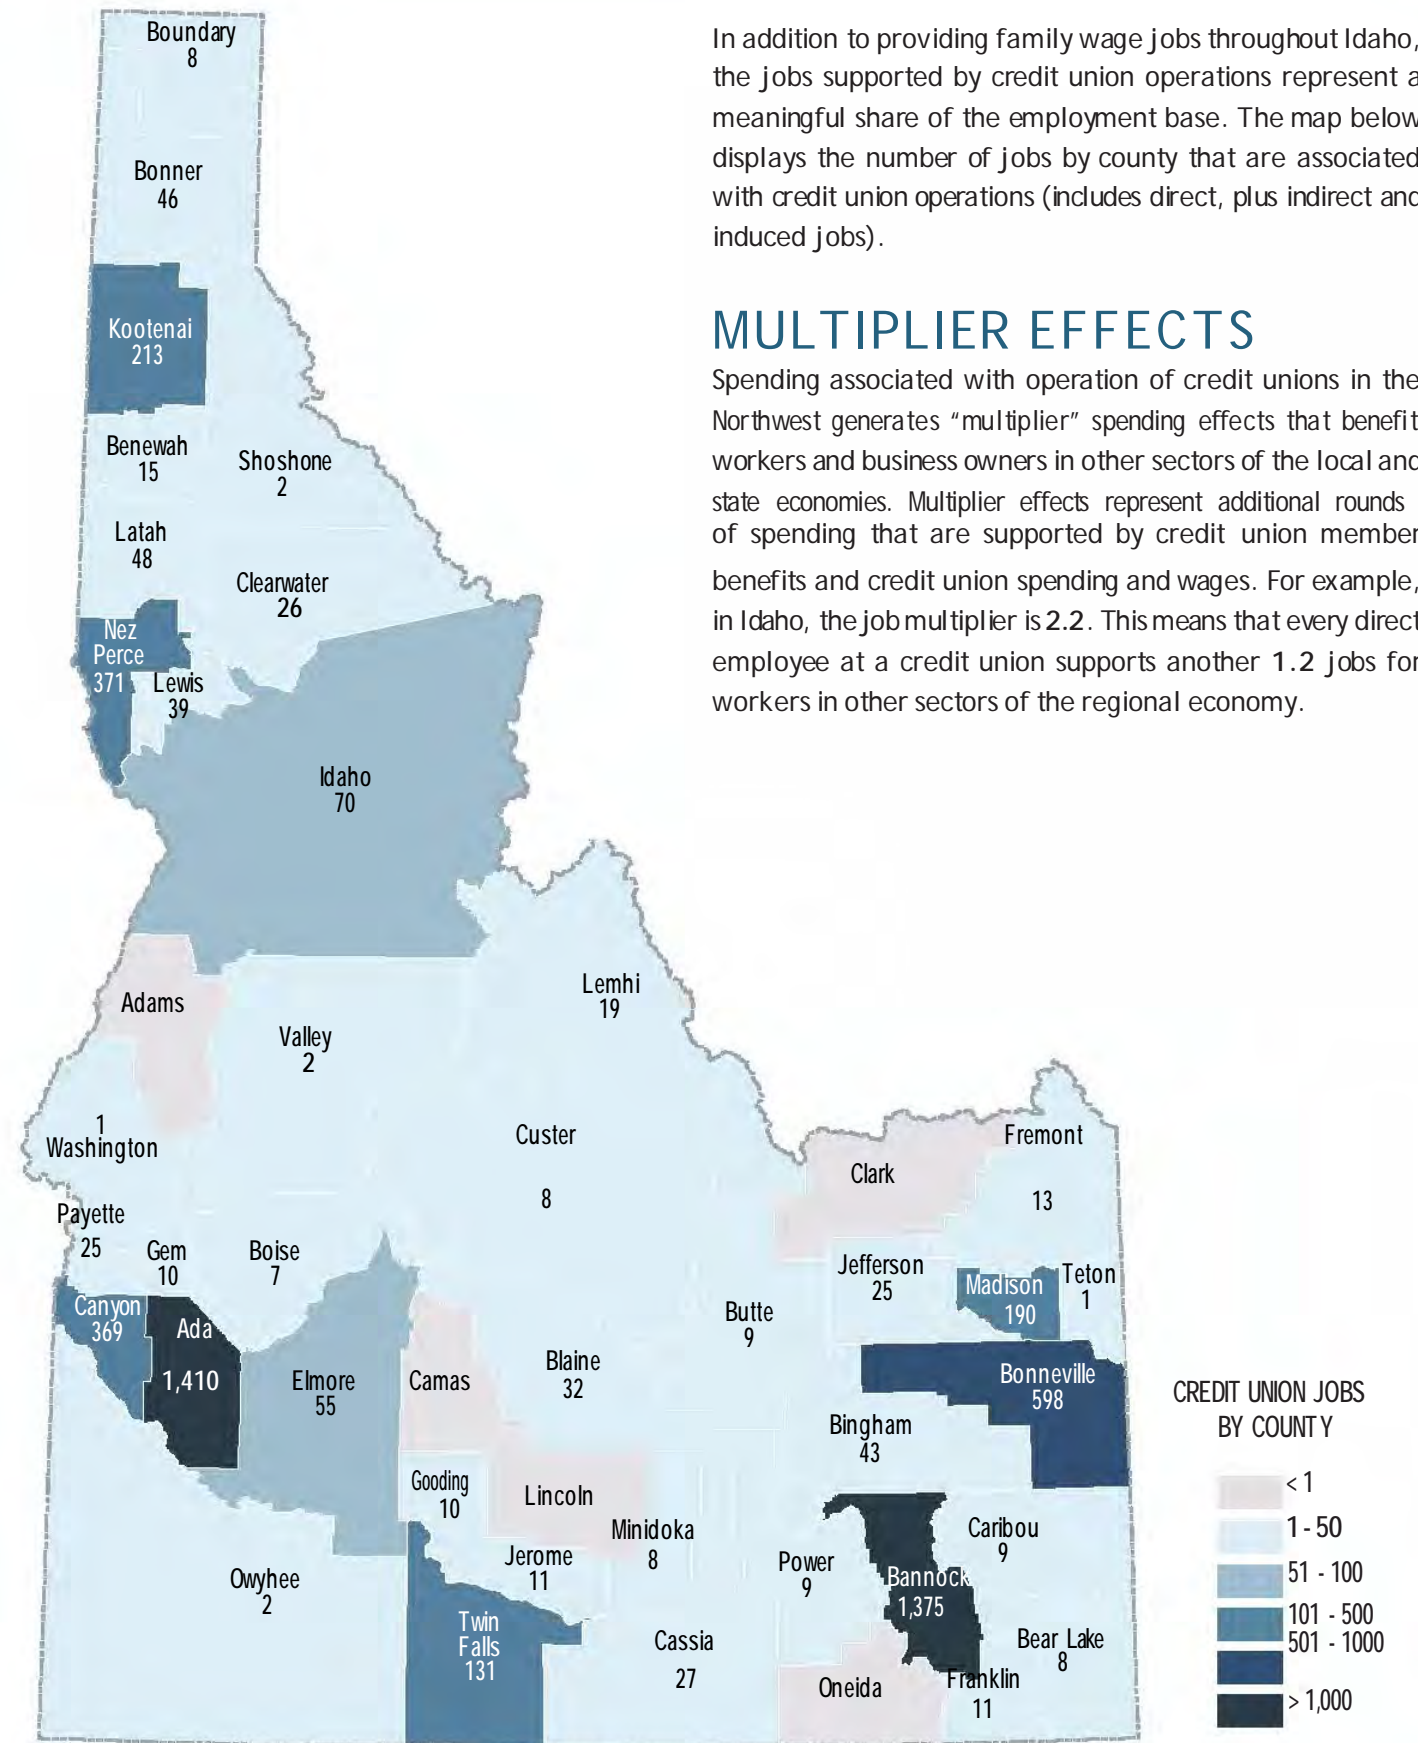 In addition to providing family wage jobs throughout Idaho,
the jobs supported by credit union operations represent a
meaningful share of the employment base. The map below
displays the number of jobs by county that are associated
with credit union operations (includes direct, plus indirect and
induced jobs).
MULTIPLIER EFFECTS
Spending associated with operation of credit unions in the
Northwest generates “multiplier” spending effects that benefit
workers and business owners in other sectors of the local and
state economies. Multiplier effects represent additional rounds
of spending that are supported by credit union member
benefits and credit union spending and wages. For example,
in Idaho, the job multiplier is 2.2. This means that every direct
employee at a credit union supports another 1.2 jobs for
workers in other sectors of the regional economy.
Boundary
8
Bonner
46
Kootenai
213
Benewah
15
Shoshone
2
Latah
48
Clearwater
26
Nez
Perce
371
Lewis
39
Idaho
70
Adams
Valley
2
Lemhi
19
1
Washington
Custer
8
Clark
Fremont
13
Payette
25
Gem
10
Boise
7
Jefferson
25
Madison
190
Teton
1
Canyon
369
Ada
1,410
Elmore
55
Camas
Blaine
32
Butte
9
Bonneville
598
Bingham
43
Gooding
10
Lincoln
Minidoka
8
Jerome
11
Power
9
Caribou
9
Bannock
1,375
Owyhee
2
Twin
Falls
131
Cassia
27
Oneida
Franklin
11
Bear Lake
8
CREDIT UNION JOBS
BY COUNTY
< 1
1 - 50
51 - 100
101 - 500
501 - 1000
> 1,000